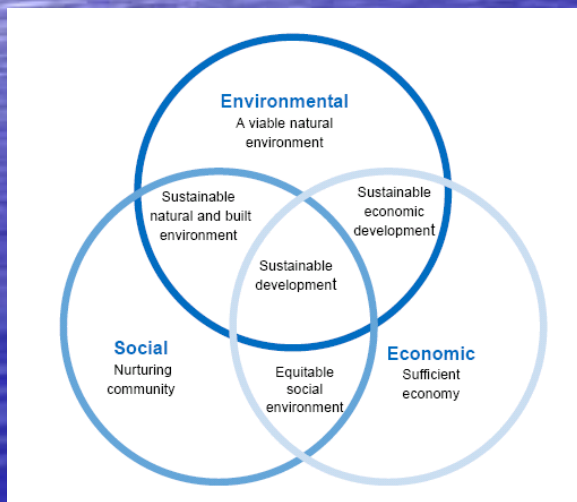 Environmental
A viable natural
environment
Sustainable
natural and built
environment
Sustainable
economic
development
Sustainable
development
Social
Nurturing
community
Equitable
social
environment
Economic
Sufficient
economy